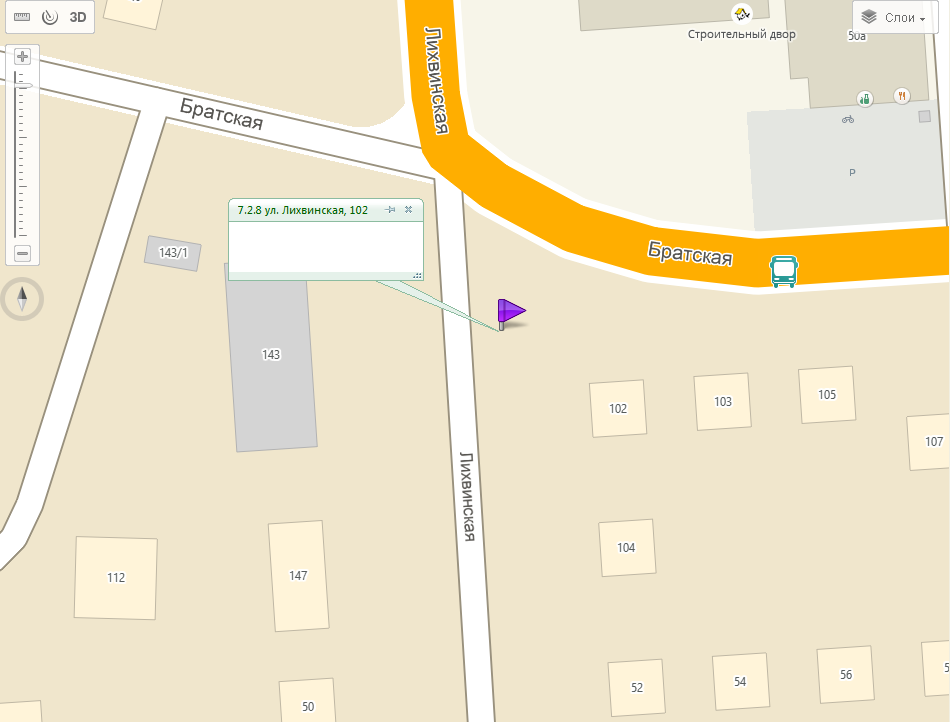 3D
Слои
Строительный двор
50а
Лихвинская
Братская
P
7.2.8 ул. Лихвинская, 102
Братская
143/1
143
102
103
105
107
Лихвинская
104
112
147
52
54
56
50